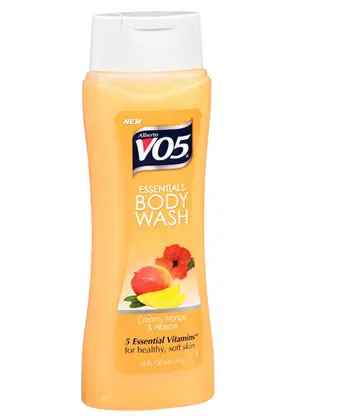 NEW
Alberto
VO5
ESSENTIALS
BODY
WASH
Creamy Mango
& Hibiscus
5 Essential Vitamins
for healthy, soft skin